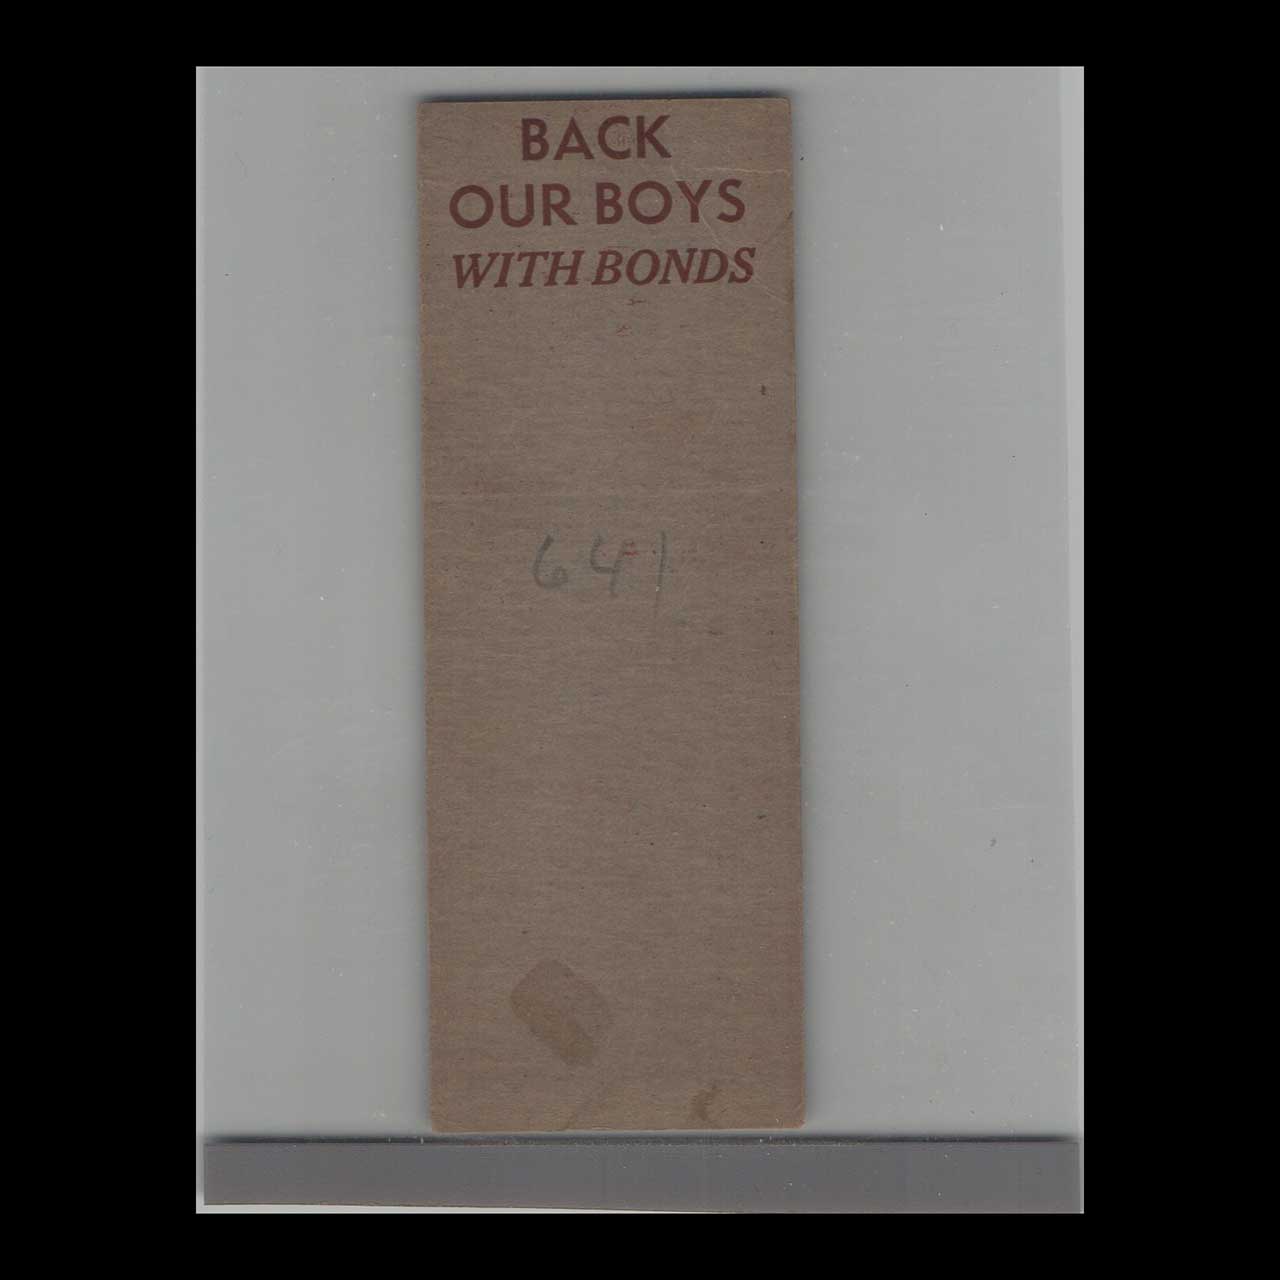 BACK
OUR BOYS
WITH BONDS
641